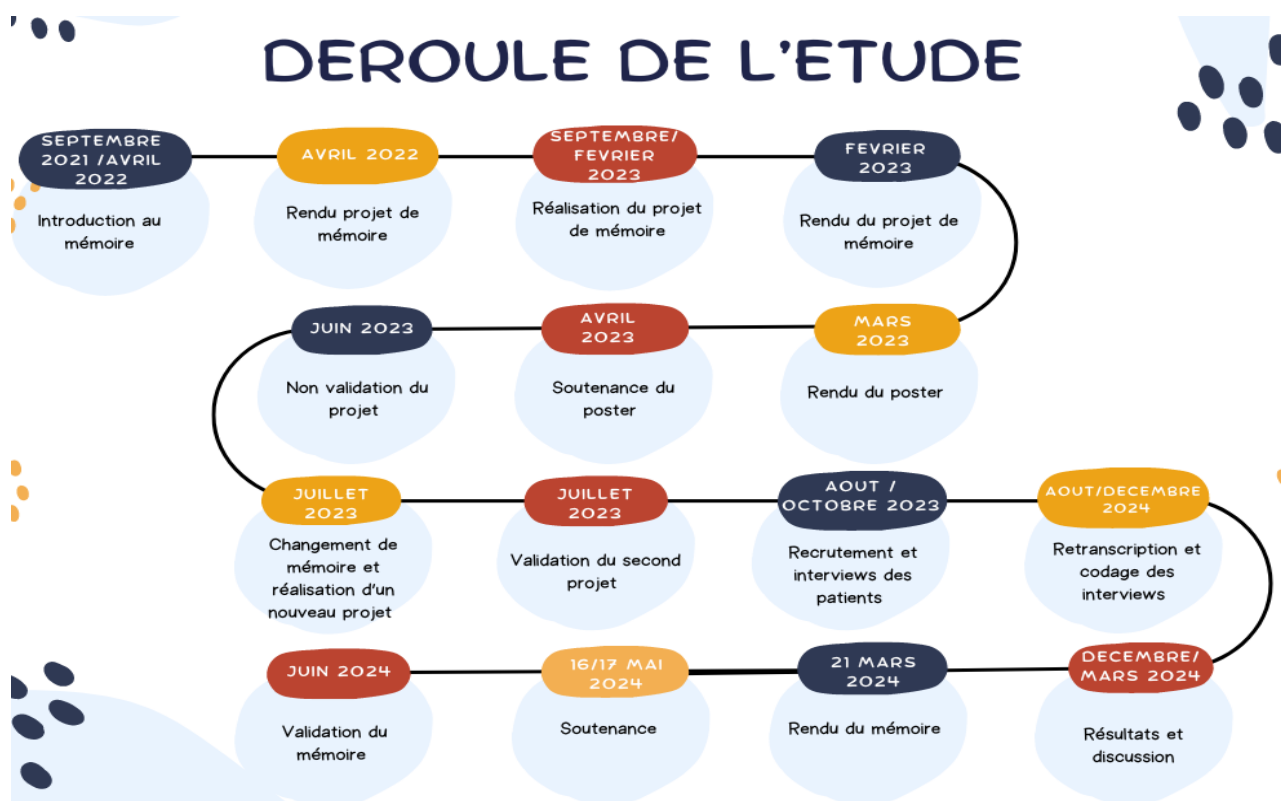 DEROULE DE L'ETUDE
SEPTEMBRE
2021 /AVRIL
2022
Introduction au
mémoire
AVRIL 2022
Rendu projet de
mémoire
SEPTEMBRE/
FEVRIER
2023
Réalisation du projet
de mémoire
FEVRIER
2023
Rendu du projet de
mémoire
MARS
2023
Rendu du poster
AVRIL
2023
Soutenance du
poster
JUIN 2023
Non validation du
projet
JUILLET
2023
Changement de
mémoire et
réalisation d'un
nouveau projet
JUILLET
2023
Validation du second
projet
AOUT /
OCTOBRE 2023
Recrutement et
interviews des
patients
AOUT/DECEMBRE
2024
Retranscription et
codage des
interviews
DECEMBRE/
MARS 2024
Résultats et
discussion
21 MARS
2024
Rendu du mémoire
16/17 MAI
2024
Soutenance
JUIN 2024
Validation du
mémoire